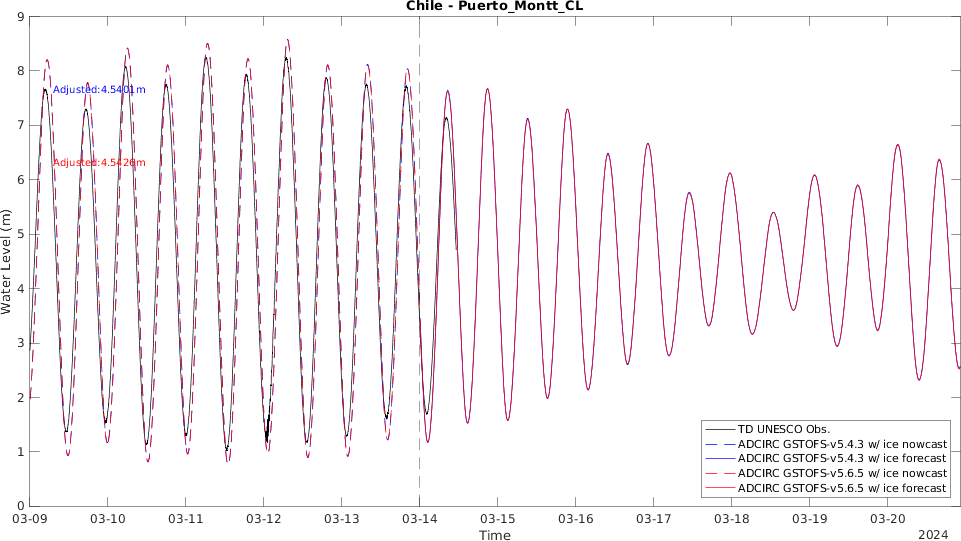 Chile - Puerto_Montt_CL
9
8
7
6
5
4
3
2
1
0
Water Level (m)
Adjusted:4.5401m
Adjusted:4.5426m
TD UNESCO Obs.
ADCIRC GSTOFS-v5.4.3 w/ ice nowcast
ADCIRC GSTOFS-v5.4.3 w/ ice forecast
ADCIRC GSTOFS-v5.6.5 w/ ice nowcast
ADCIRC GSTOFS-v5.6.5 w/ ice forecast
03-09 03-10 03-11 03-12 03-13 03-14 03-15 03-16 03-17 03-18 03-19 03-20
Time
2024